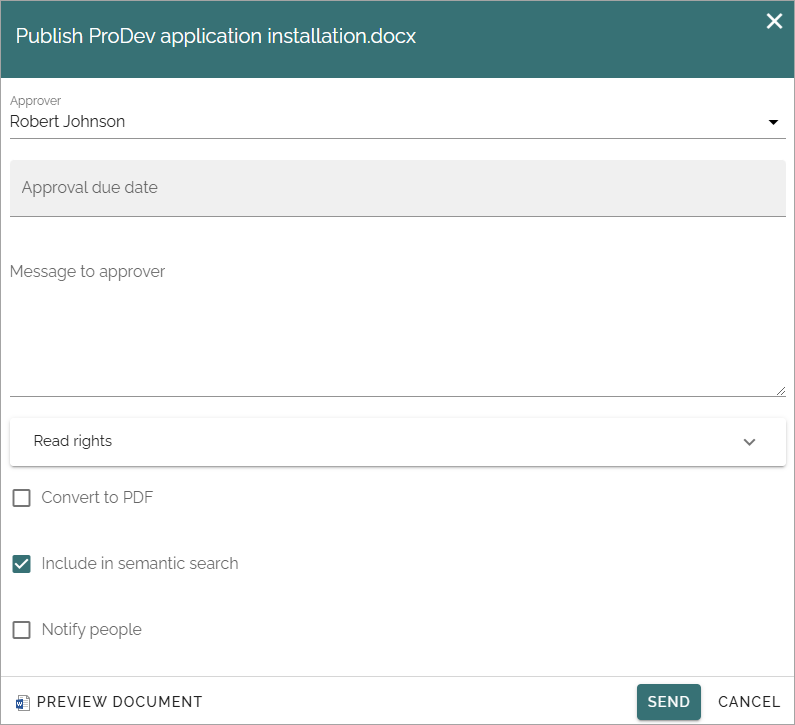 Publish ProDev application installation.docx
Approver
Robert Johnson
Approval due date
Message to approver
Read rights
Convert to PDF
Include in semantic search
Notify people
PREVIEW DOCUMENT SEND CANCEL